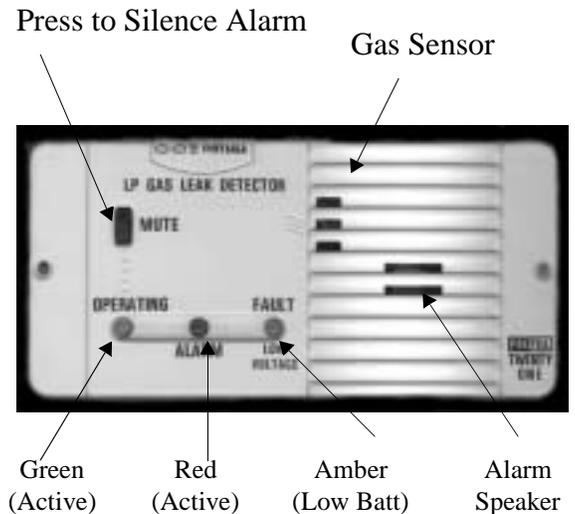 Press to Silence Alarm
Gas Sensor
LP GAS LEAK DETECTOR
MUTE
OPERATING
FAULT
ALARM
LOW
VOLTAGE
TWENTY
ONE
Green
(Active)
Red
(Active)
Amber
(Low Batt)
Alarm
Speaker